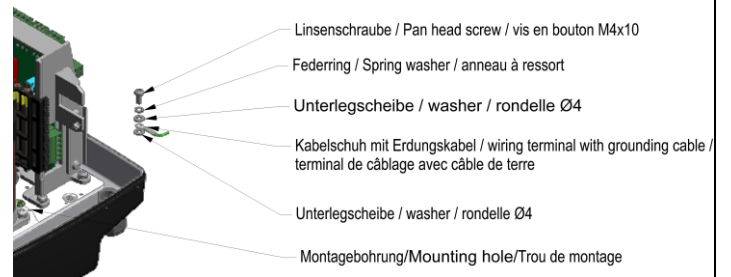 Linsenschraube / Pan head screw / vis en bouton M4x10
Federring / Spring washer / anneau à ressort
Unterlegscheibe / washer / rondelle Ø4
Kabelschuh mit Erdungskabel / wiring terminal with grounding cable /
terminal de câblage avec câble de terre
Unterlegscheibe / washer / rondelle Ø4
Montagebohrung/Mounting hole/Trou de montage